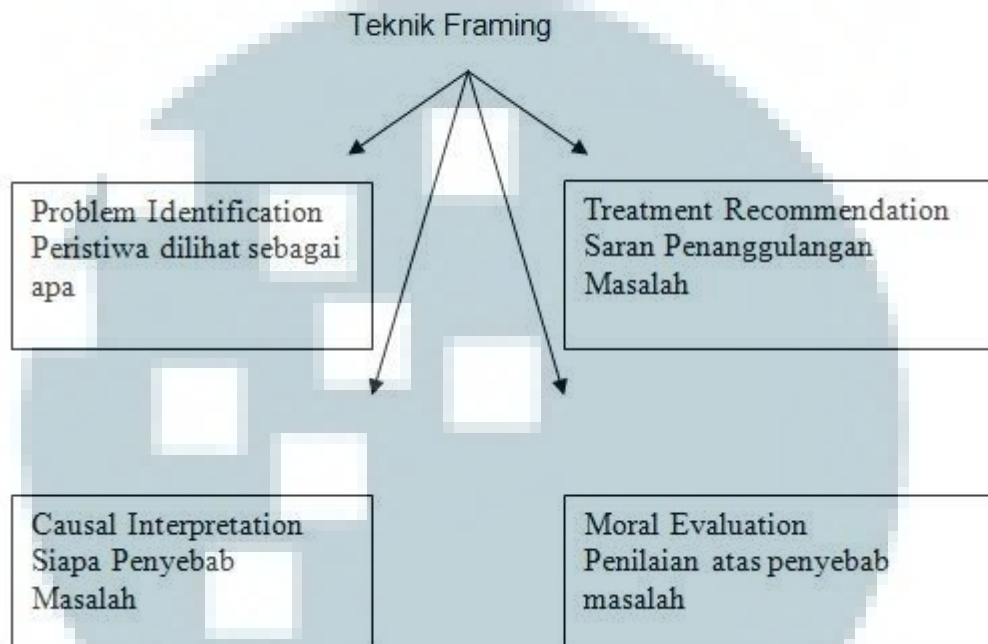 Teknik Framing
Problem Identification
Peristiwa dilihat sebagai
apa
Treatment Recommendation
Saran Penanggulangan
Masalah
Causal Interpretation
Siapa Penyebab
Masalah
Moral Evaluation
Penilaian atas penyebab
masalah